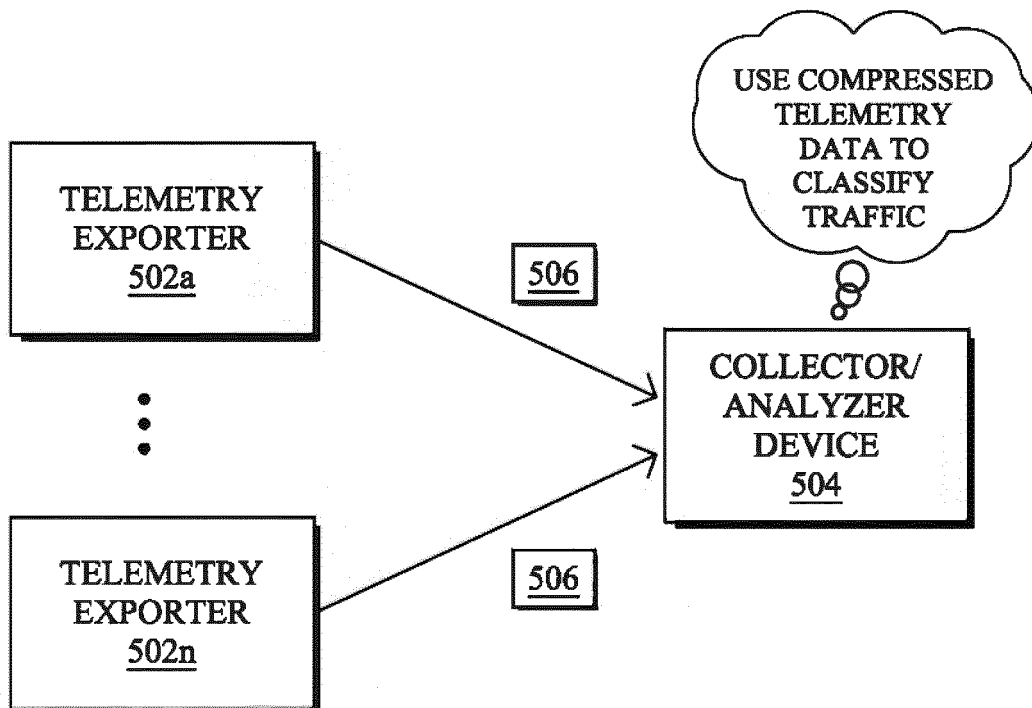 USE COMPRESSED
TELEMETRY
DATA TO
CLASSIFY
TRAFFIC
TELEMETRY
EXPORTER
502a
506
COLLECTOR/
ANALYZER
DEVICE
504
TELEMETRY
EXPORTER
502n
506